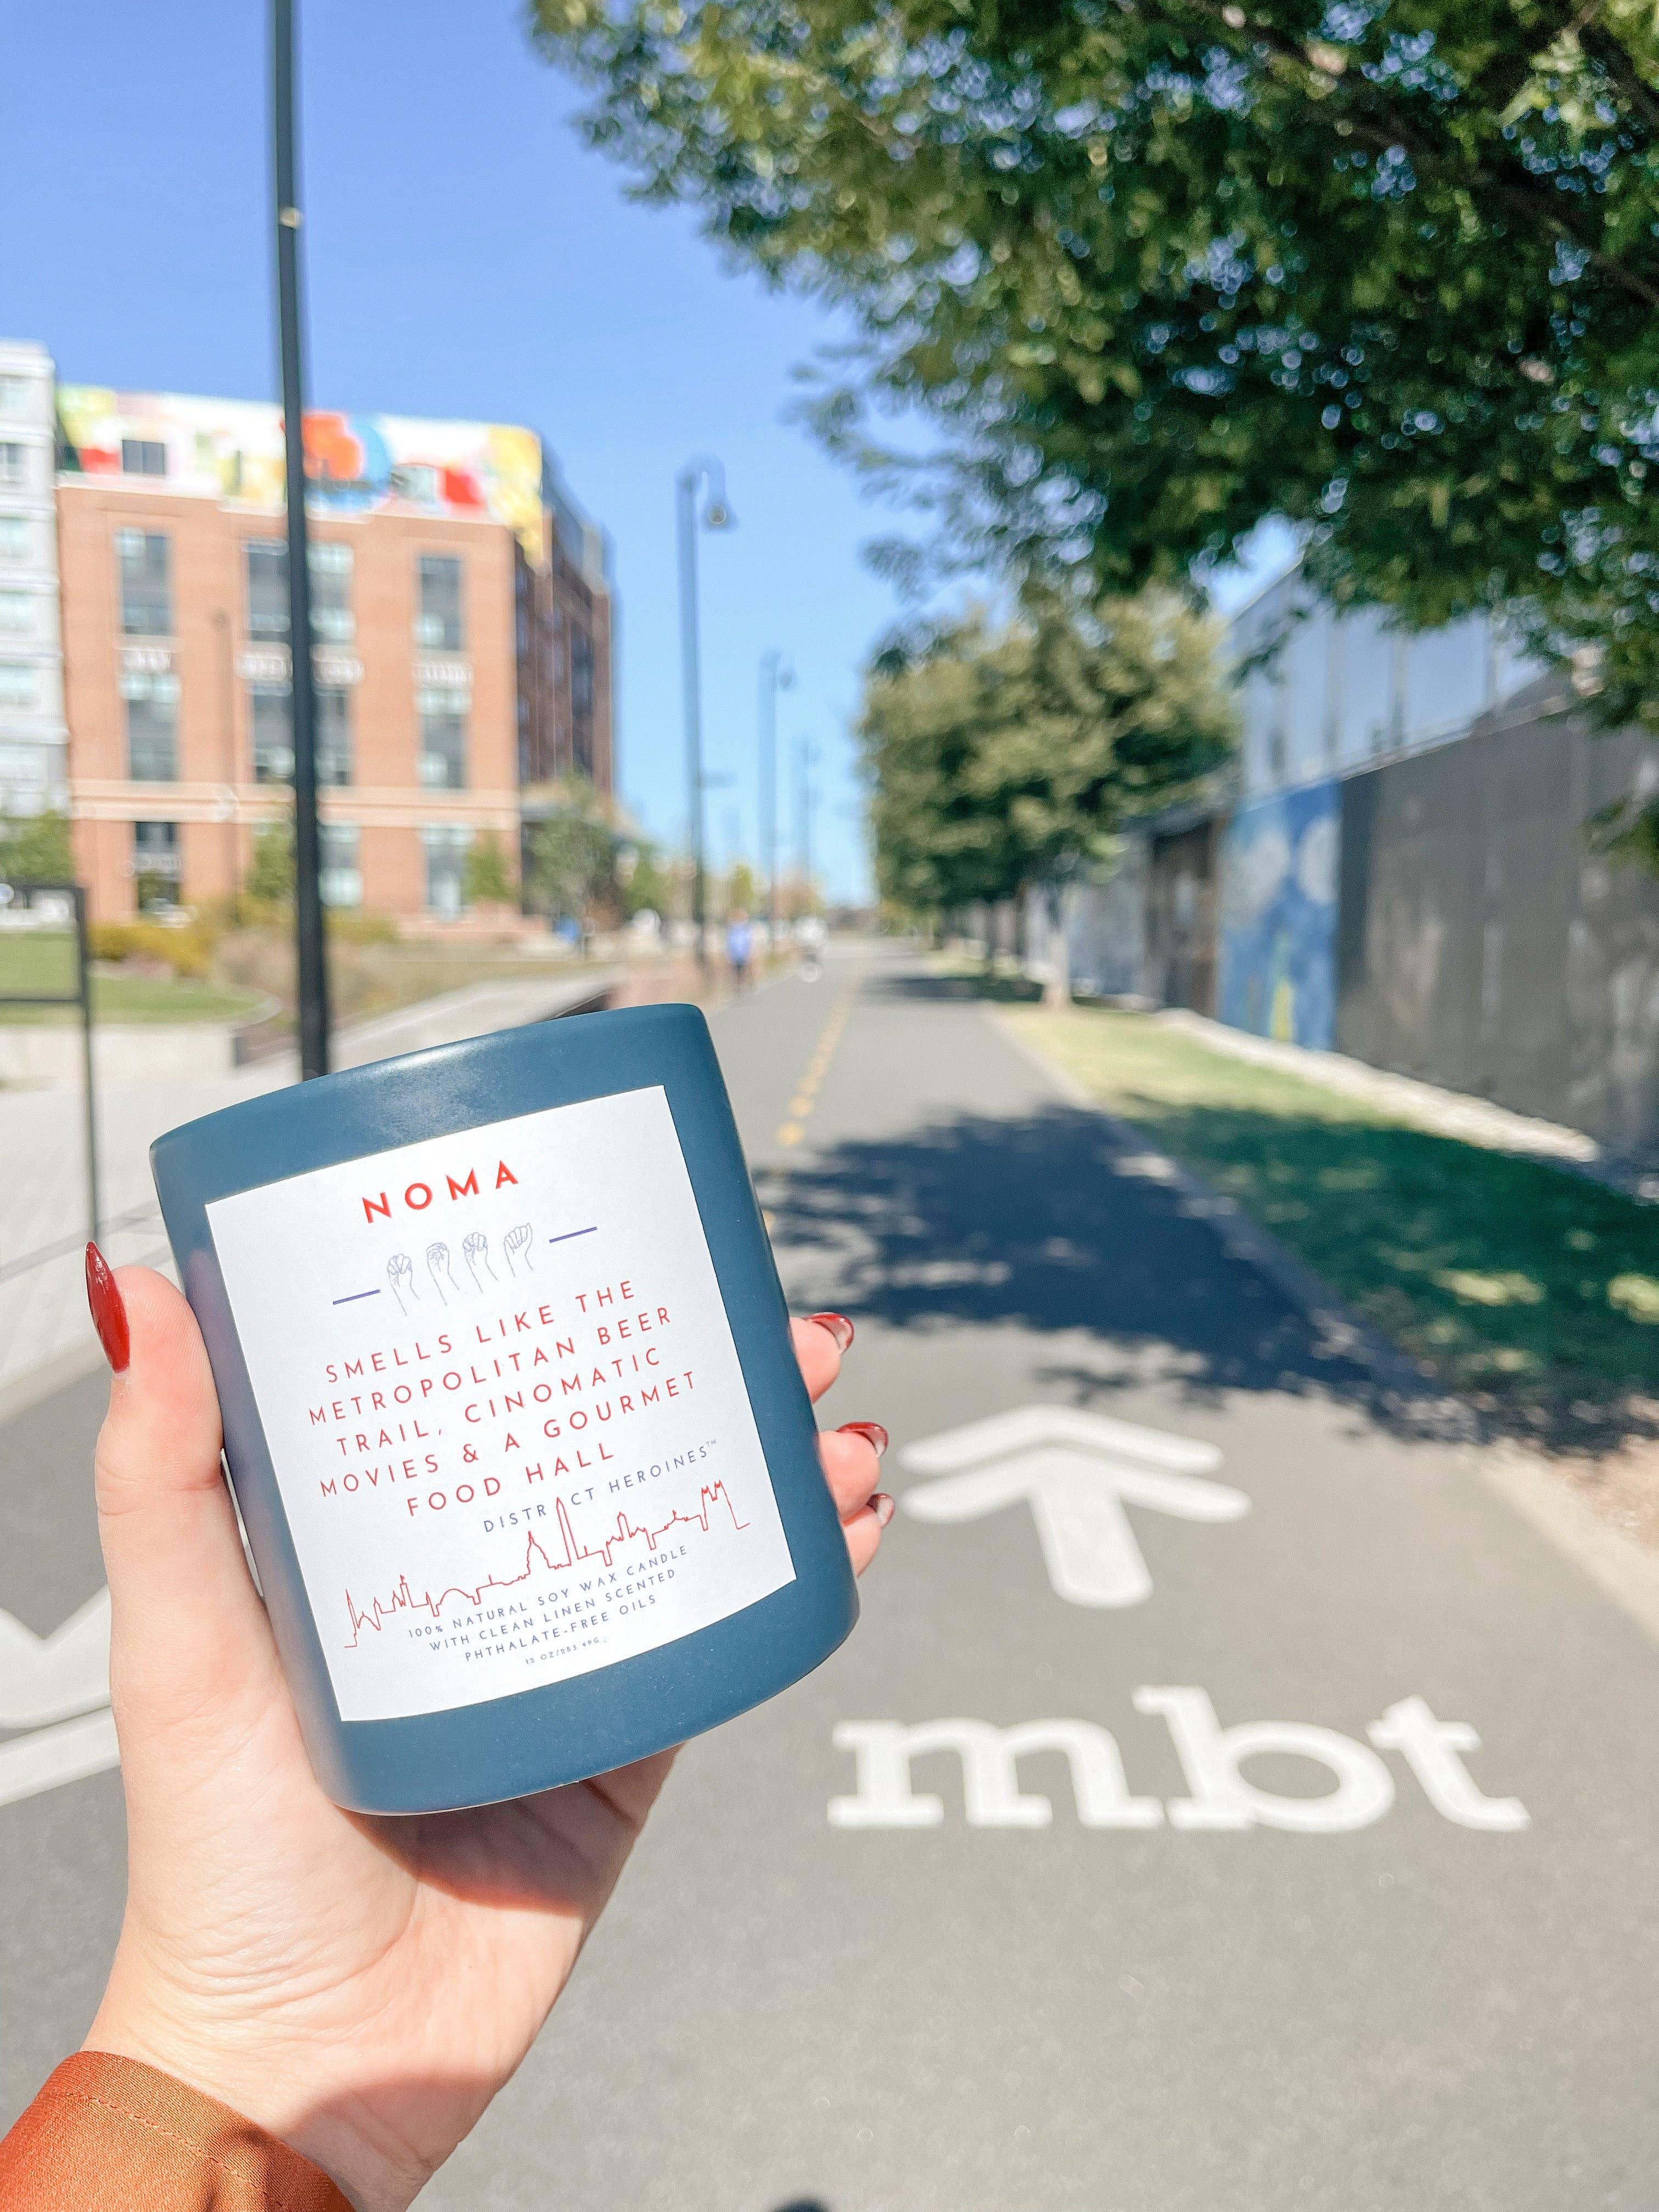 NOMA
SMELLS LIKE THE
METROPOLITAN BEER
TRAIL, CINOMATIC
MOVIES & A GOURMET
FOOD HALL
DISTRICT HEROINES™
100% NATURAL SOY WAX CANDLE
WITH CLEAN LINEN SCENTED
PHTHALATE-FREE OILS
mbt